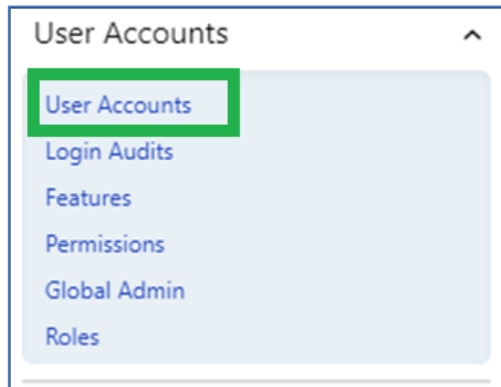 User Accounts
User Accounts
Login Audits
Features
Permissions
Global Admin
Roles